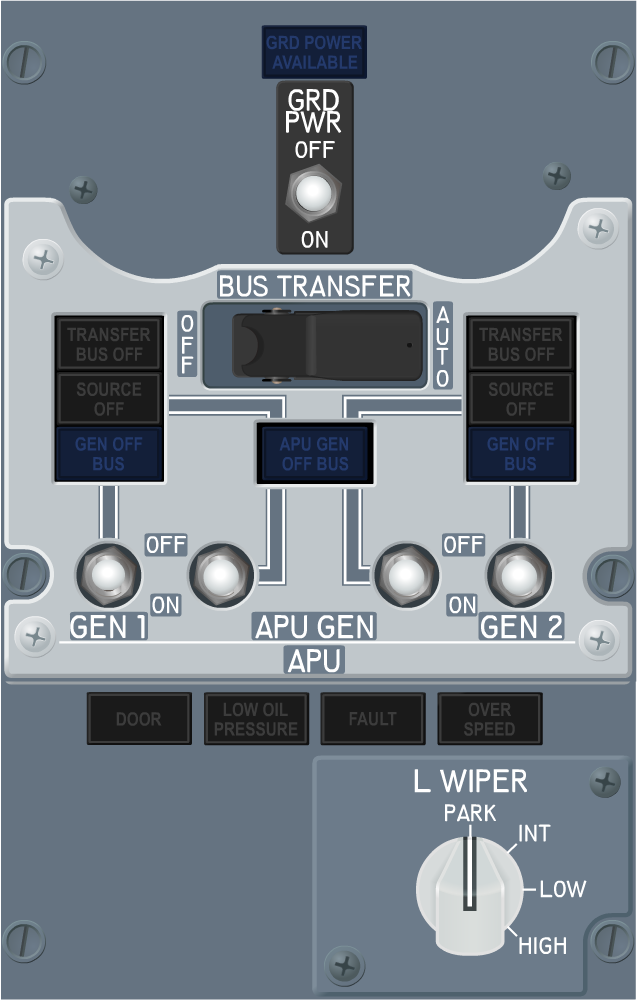 GRD POWER
AVAILABLE
GRD
PWR
OFF
ON
BUS TRANSFER
OFF
AUTO
TRANSFER
BUS OFF
SOURCE
OFF
GEN OFF
BUS
APU GEN
OFF BUS
TRANSFER
BUS OFF
SOURCE
OFF
GEN OFF
BUS
OFF
ON
OFF
ON
GEN 1
APU GEN
GEN 2
APU
DOOR
LOW OIL
PRESSURE
FAULT
OVER
SPEED
L WIPER
PARK
INT
LOW
HIGH